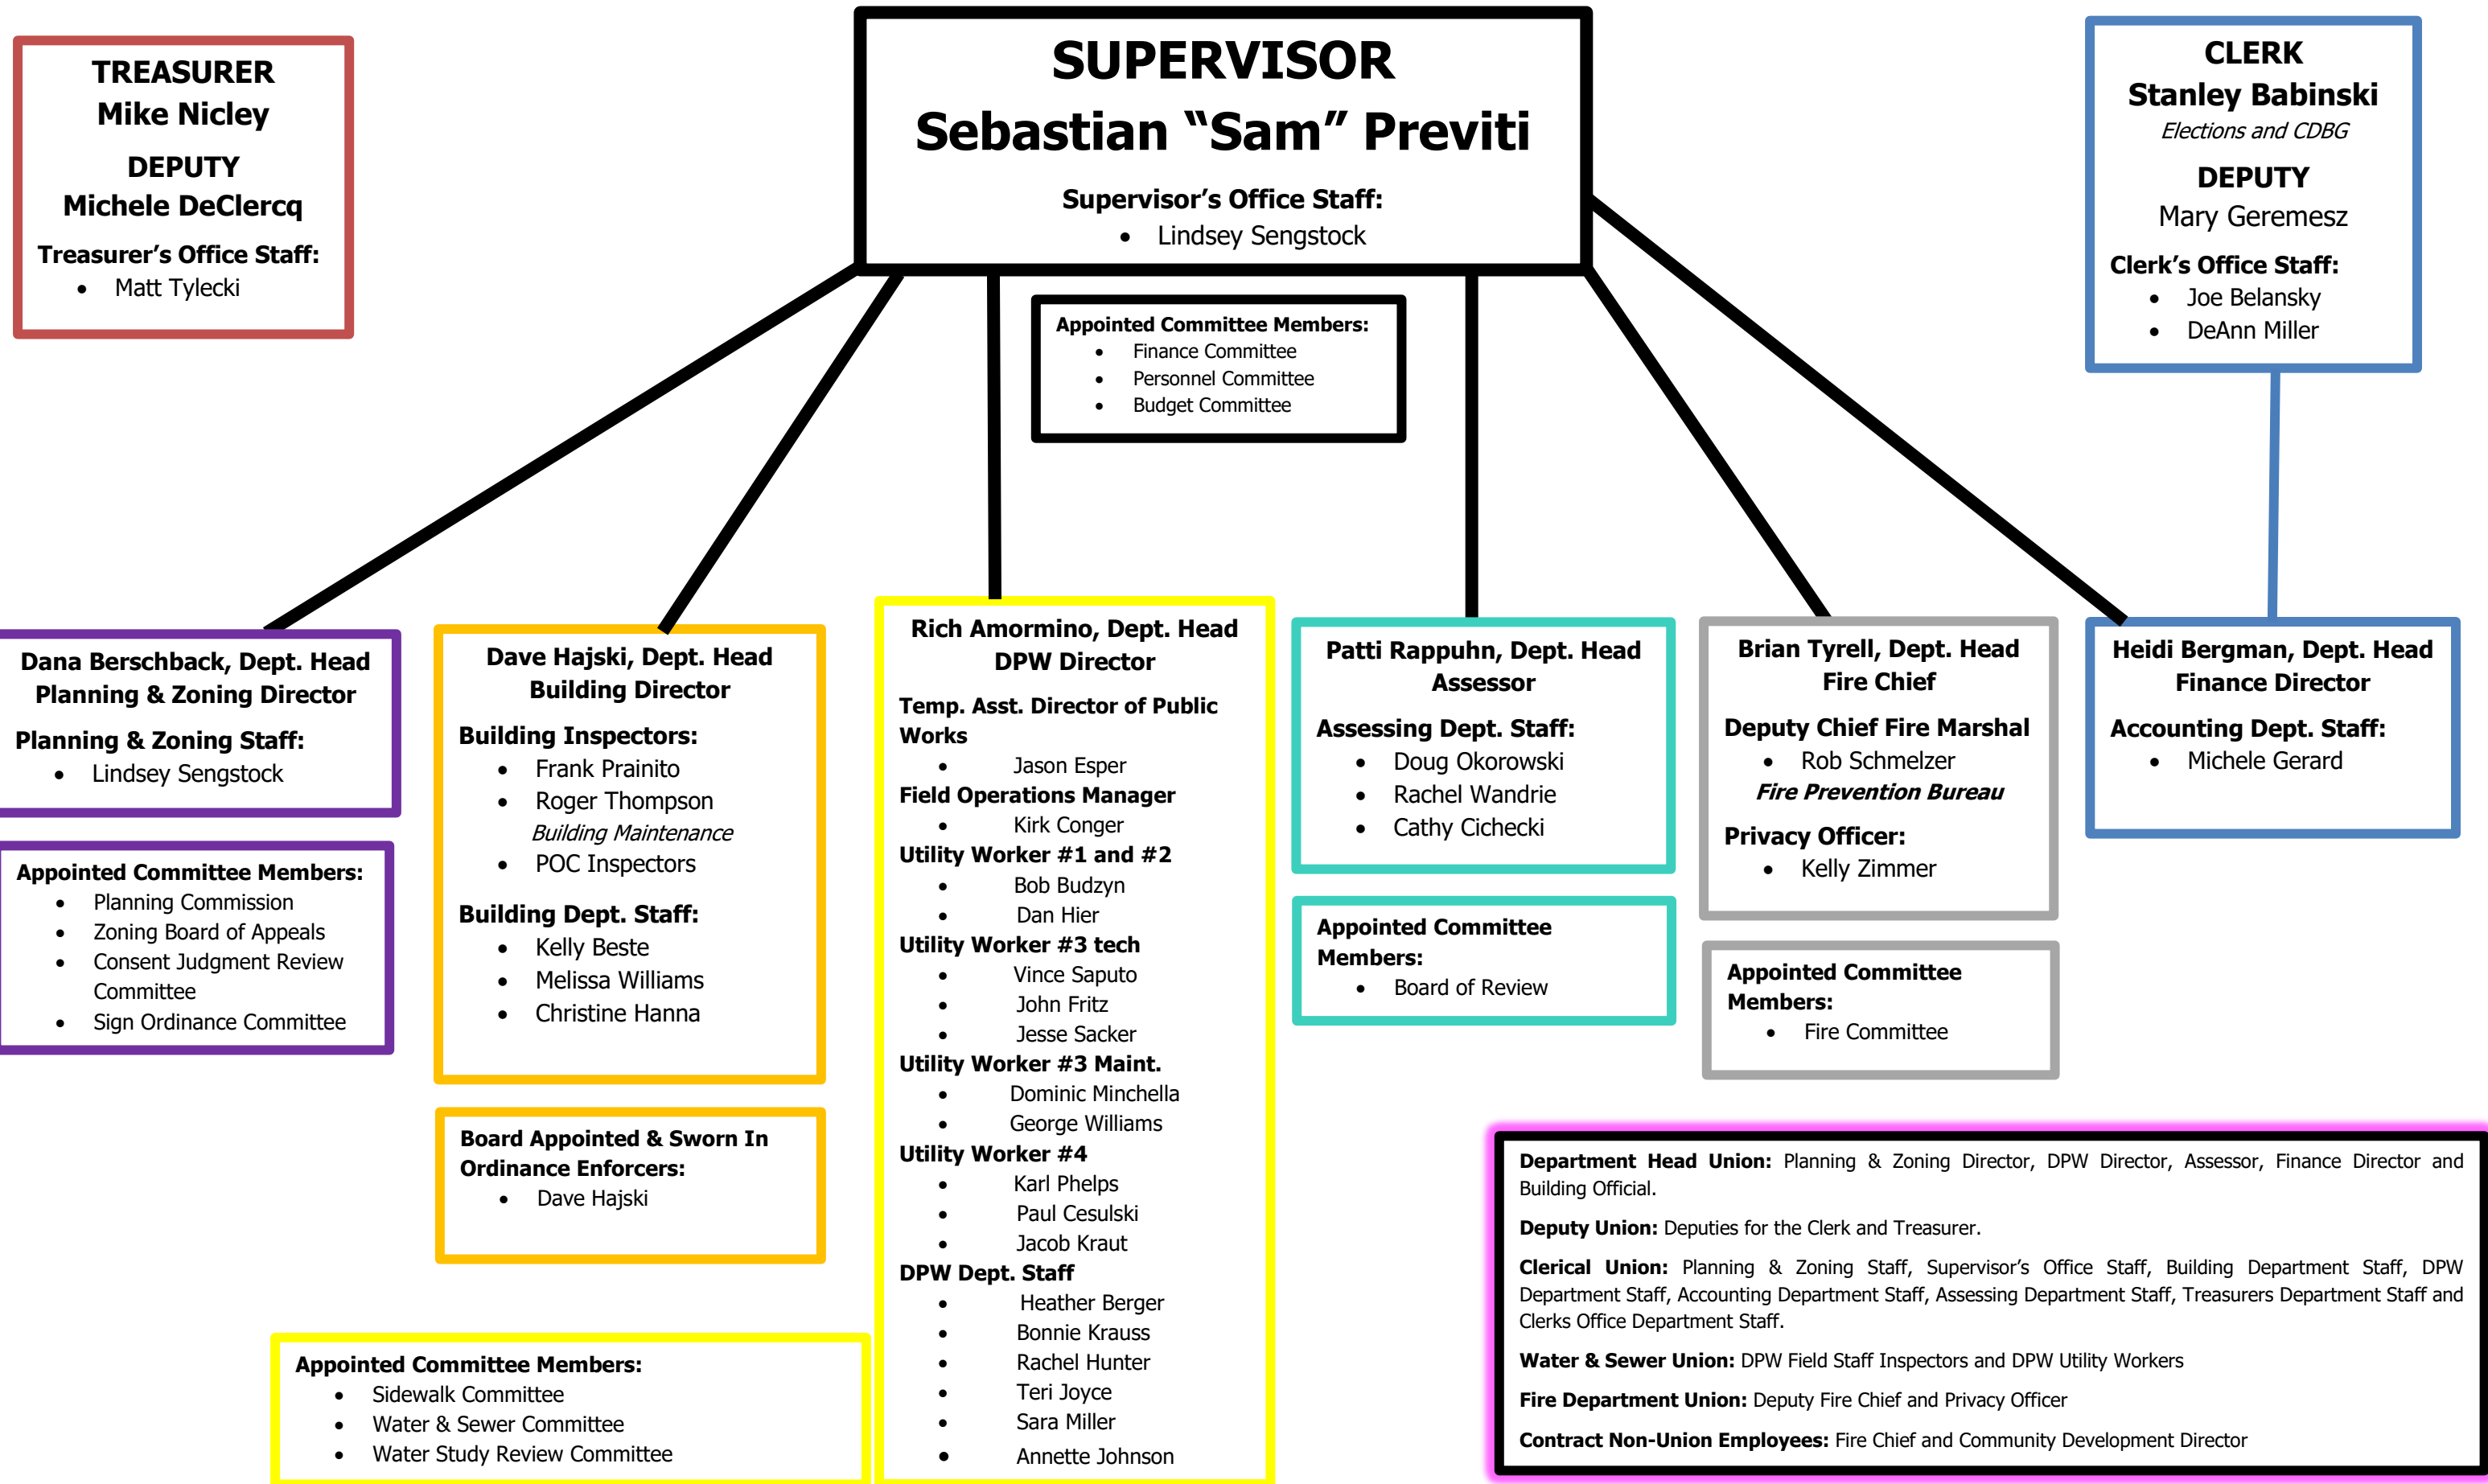 TREASURER
Mike Nicley
DEPUTY
Michele DeClercq
Treasurer’s Office Staff:
• Matt Tylecki
SUPERVISOR
Sebastian “Sam” Previti
Supervisor’s Office Staff:
• Lindsey Sengstock
CLERK
Stanley Babinski
Elections and CDBG
DEPUTY
Mary Geremesz
Clerk’s Office Staff:
• Joe Belansky
• DeAnn Miller
Appointed Committee Members:
• Finance Committee
• Personnel Committee
• Budget Committee
Dana Berschback, Dept. Head
Planning & Zoning Director
Planning & Zoning Staff:
• Lindsey Sengstock
Appointed Committee Members:
• Planning Commission
• Zoning Board of Appeals
• Consent Judgment Review
Committee
• Sign Ordinance Committee
Dave Hajski, Dept. Head
Building Director
Building Inspectors:
• Frank Prainito
• Roger Thompson
Building Maintenance
• POC Inspectors
Building Dept. Staff:
• Kelly Beste
• Melissa Williams
• Christine Hanna
Board Appointed & Sworn In
Ordinance Enforcers:
• Dave Hajski
Rich Amormino, Dept. Head
DPW Director
Temp. Asst. Director of Public
Works
• Jason Esper
Field Operations Manager
• Kirk Conger
Utility Worker #1 and #2
• Bob Budzyn
• Dan Hier
Utility Worker #3 tech
• Vince Saputo
• John Fritz
• Jesse Sacker
Utility Worker #3 Maint.
• Dominic Minchella
• George Williams
Utility Worker #4
• Karl Phelps
• Paul Cesulski
• Jacob Kraut
DPW Dept. Staff
• Heather Berger
• Bonnie Krauss
• Rachel Hunter
• Teri Joyce
• Sara Miller
• Annette Johnson
Appointed Committee Members:
• Sidewalk Committee
• Water & Sewer Committee
• Water Study Review Committee
Patti Rappuhn, Dept. Head
Assessor
Assessing Dept. Staff:
• Doug Okorowski
• Rachel Wandrie
• Cathy Cichecki
Appointed Committee
Members:
• Board of Review
Brian Tyrell, Dept. Head
Fire Chief
Deputy Chief Fire Marshal
• Rob Schmelzer
Fire Prevention Bureau
Privacy Officer:
• Kelly Zimmer
Appointed Committee
Members:
• Fire Committee
Heidi Bergman, Dept. Head
Finance Director
Accounting Dept. Staff:
• Michele Gerard
Department Head Union: Planning & Zoning Director, DPW Director, Assessor, Finance Director and
Building Official.
Deputy Union: Deputies for the Clerk and Treasurer.
Clerical Union: Planning & Zoning Staff, Supervisor’s Office Staff, Building Department Staff, DPW
Department Staff, Accounting Department Staff, Assessing Department Staff, Treasurers Department Staff and
Clerks Office Department Staff.
Water & Sewer Union: DPW Field Staff Inspectors and DPW Utility Workers
Fire Department Union: Deputy Fire Chief and Privacy Officer
Contract Non-Union Employees: Fire Chief and Community Development Director